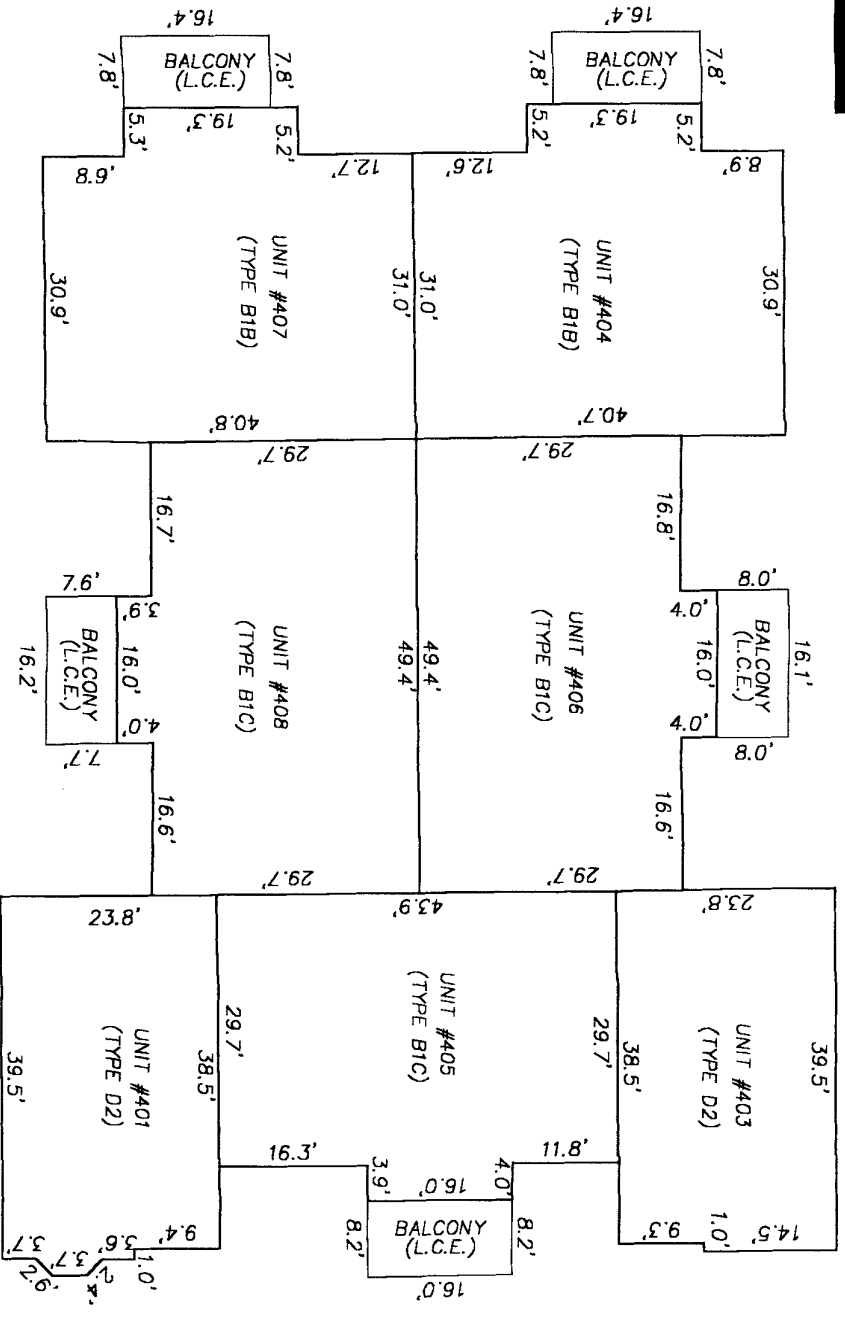 16.4'
7.8'
BALCONY
(L.C.E.)
7.8'
19.3'
5.3'
5.2'
8.9'
12.7'
30.9'
31.0'
UNIT #407
(TYPE B1B)
40.8'
16.4'
7.8'
BALCONY
(L.C.E.)
7.8'
19.3'
5.2'
5.2'
12.6'
8.9'
31.0'
30.9'
UNIT #404
(TYPE B1B)
40.7'
29.7'
16.7'
7.6'
3.9'
BALCONY
(L.C.E.)
16.0'
16.2'
4.0'
7.7'
16.6'
UNIT #408
(TYPE B1C)
49.4'
29.7'
29.7'
16.8'
4.0'
8.0'
BALCONY
(L.C.E.)
16.0'
16.1'
4.0'
8.0'
16.6'
UNIT #406
(TYPE B1C)
49.4'
29.7'
23.8'
39.5'
UNIT #401
(TYPE D2)
38.5'
9.4'
1.0'
3.6'
2.4'
3.7'
2.6'
3.7'
43.9'
29.7'
UNIT #405
(TYPE B1C)
29.7'
16.3'
3.9'
16.0'
4.0'
11.8'
8.2'
BALCONY
(L.C.E.)
8.2'
16.0'
23.8'
38.5'
UNIT #403
(TYPE D2)
39.5'
9.3'
1.0'
14.5'